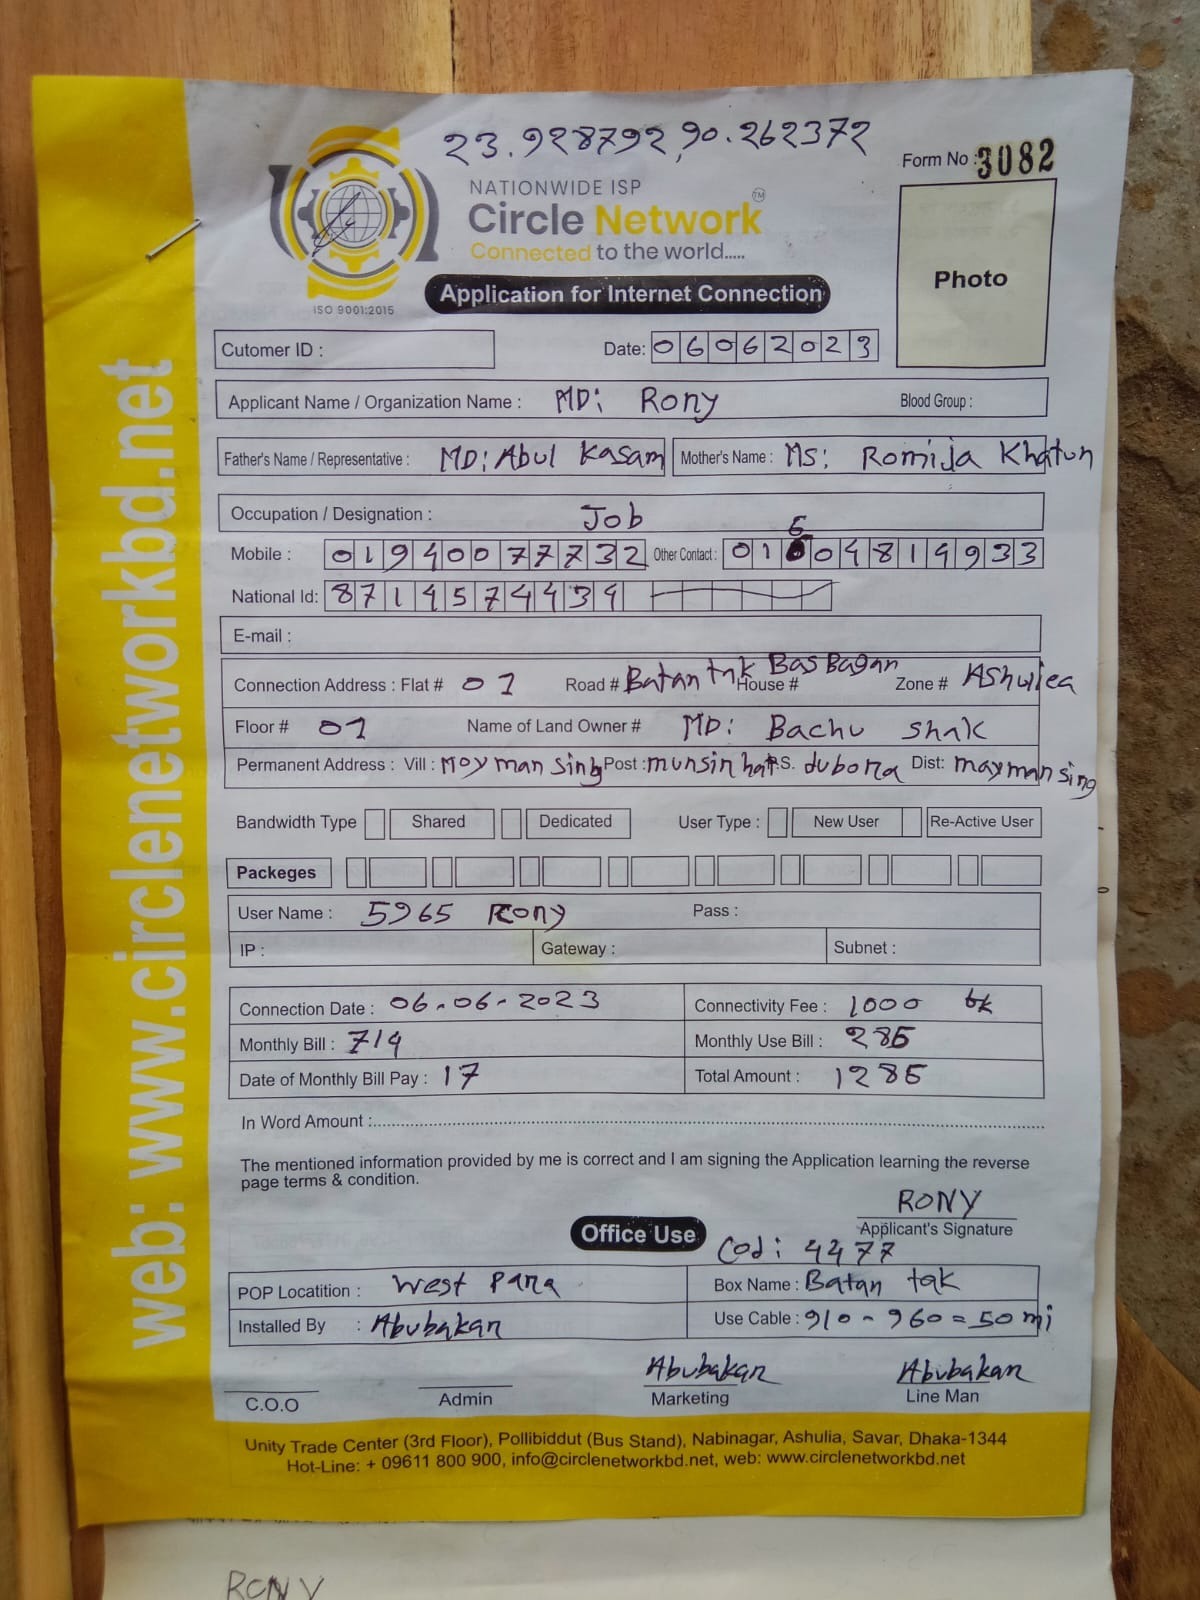 23.928792,90.262372
NATIONWIDE ISP
Form No : 3082
Circle Network TM
Connected to the world.....
ISO 9001:2015
Application for Internet Connection
Photo
Cutomer ID :
Date: 06062023
Applicant Name / Organization Name : MD: Rony Blood Group :
Father's Name / Representative : MD: Abul Kasam Mother's Name : Ms: Romija Khatun
Occupation / Designation : Job
Mobile : 01940077732 Other Contact : 01604814933
National Id: 8714574434
E-mail :
Connection Address : Flat # 01 Road # Batan tak Bas Bagan House # Zone # Ashuliea
Floor # 01 Name of Land Owner # MD: Bachu Shak
Permanent Address : Vill : Moymansing Post : munsinhat P.S. dubora Dist: maymansing
Bandwidth Type Shared Dedicated User Type : New User Re-Active User
Packeges
User Name : 5965 Rony Pass :
IP : Gateway : Subnet :
Connection Date : 06-06-2023 Connectivity Fee : 1000 tk
Monthly Bill : 714 Monthly Use Bill : 285
Date of Monthly Bill Pay : 17 Total Amount : 1285
In Word Amount :
The mentioned information provided by me is correct and I am signing the Application learning the reverse
page terms & condition.
RONY
Applicant's Signature
Office Use
Cod: 4477
POP Locatition : West Para Box Name : Batan tak
Installed By : Abubakar Use Cable : 910-960=50 mi
Abubakar Abubakar
C.O.O Admin Marketing Line Man
Unity Trade Center (3rd Floor), Pollibiddut (Bus Stand), Nabinagar, Ashulia, Savar, Dhaka-1344
Hot-Line: + 09611 800 900, info@circlenetworkbd.net, web: www.circlenetworkbd.net
web: www.circlenetworkbd.net
RONY